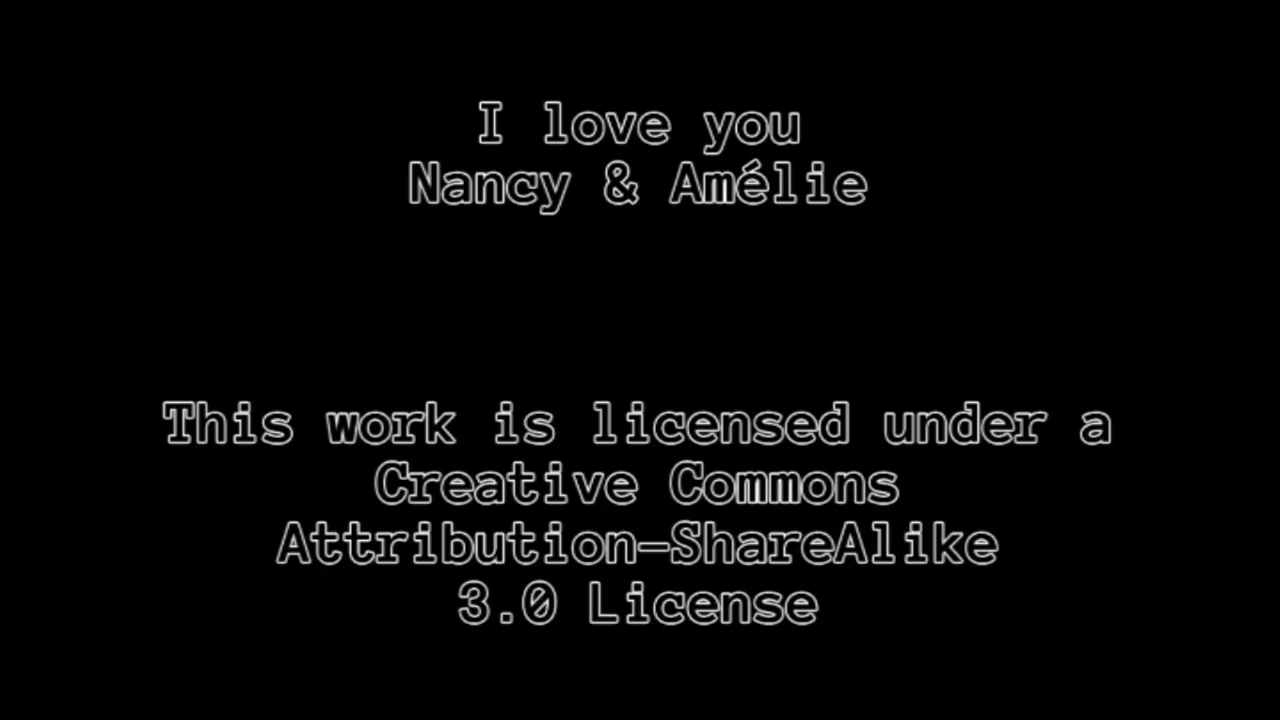 I love you
Nancy & Amélie
This work is licensed under a
Creative Commons
Attribution-ShareAlike
3.0 License